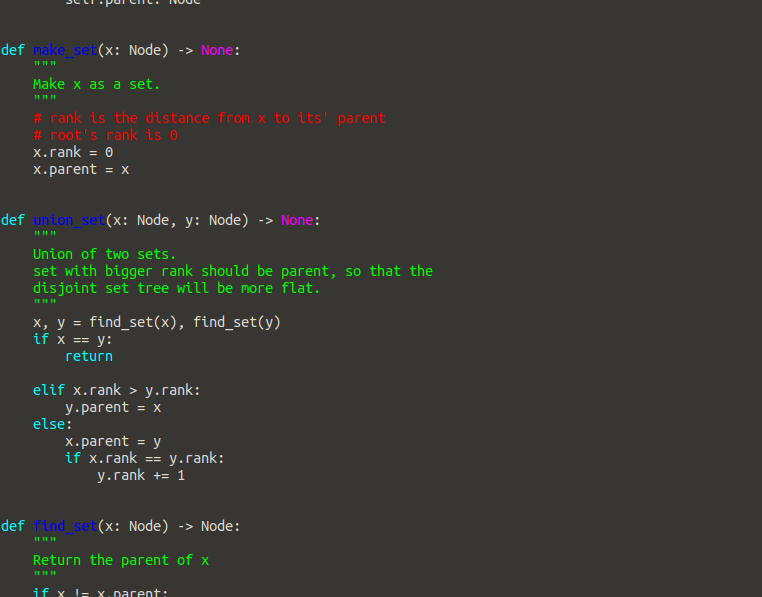 self.parent: Node
def make_set(x: Node) -> None:
    """
    Make x as a set.
    """
    # rank is the distance from x to its' parent
    # root's rank is 0
    x.rank = 0
    x.parent = x
def union_set(x: Node, y: Node) -> None:
    """
    Union of two sets.
    set with bigger rank should be parent, so that the
    disjoint set tree will be more flat.
    """
    x, y = find_set(x), find_set(y)
    if x == y:
        return
    elif x.rank > y.rank:
        y.parent = x
    else:
        x.parent = y
        if x.rank == y.rank:
            y.rank += 1
def find_set(x: Node) -> Node:
    """
    Return the parent of x
    """
    if x != x.parent: